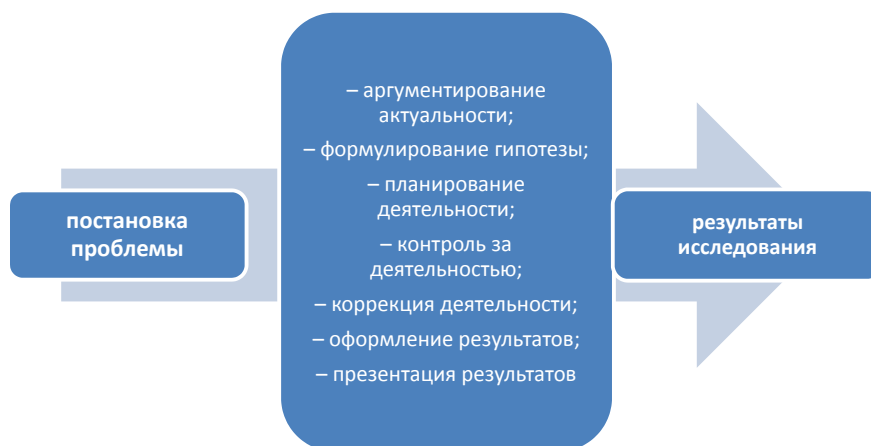 постановка
проблемы
– аргументирование
актуальности;
– формулирование гипотезы;
– планирование
деятельности;
– контроль за
деятельностью;
– коррекция деятельности;
– оформление результатов;
– презентация результатов
результаты
исследования